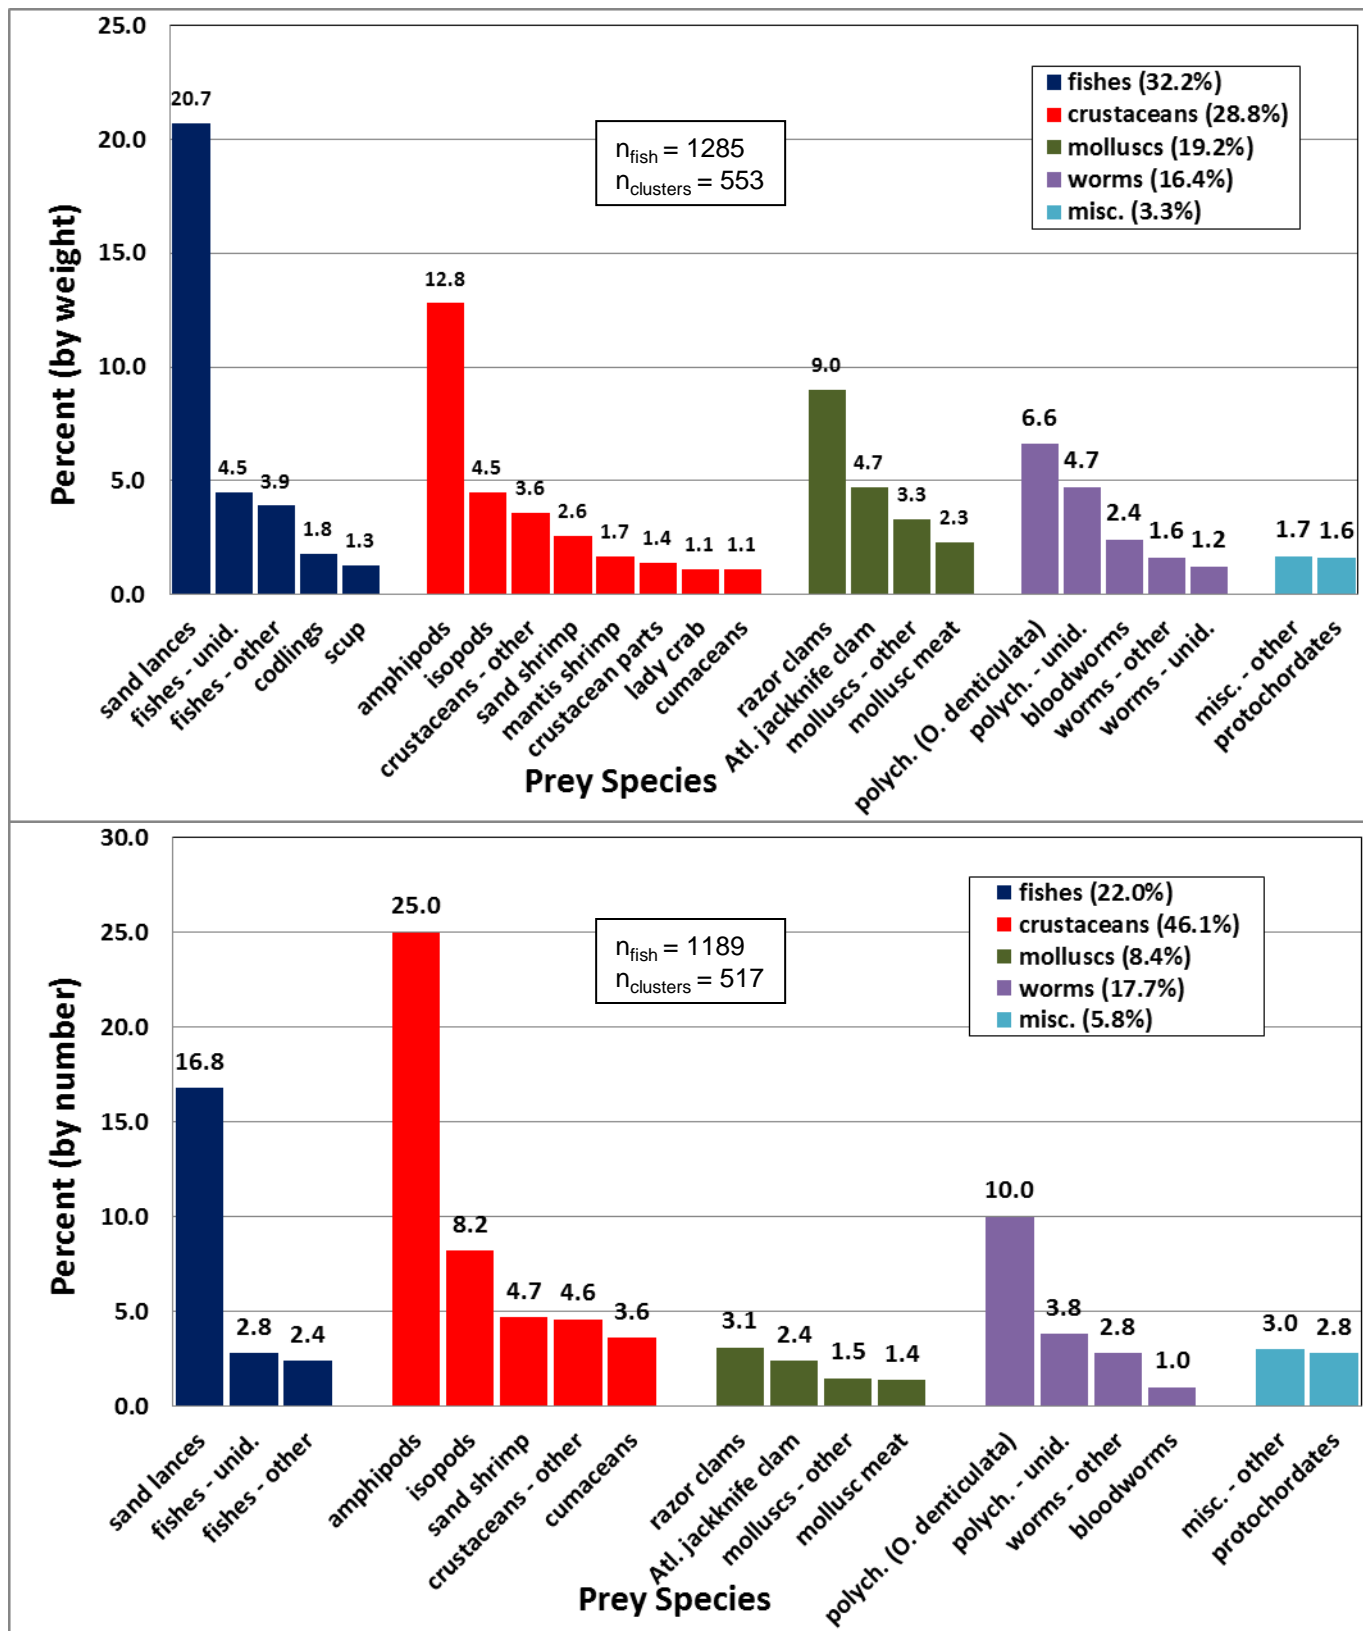 25.0
20.0
15.0
10.0
5.0
0.0
Percent (by weight)
20.7
4.5
3.9
1.8
1.3
12.8
4.5
3.6
2.6
1.7
1.4
1.1
1.1
9.0
4.7
3.3
2.3
6.6
4.7
2.4
1.6
1.2
1.7
1.6
nfish = 1285
nclusters = 553
fishes (32.2%)
crustaceans (28.8%)
molluscs (19.2%)
worms (16.4%)
misc. (3.3%)
sand lances
fishes - unid.
fishes - other
codlings
scup
amphipods
isopods
crustaceans - other
sand shrimp
mantis shrimp
crustacean parts
lady crab
cumaceans
razor clams
Atl. jackknife clam
molluscs - other
mollusc meat
polych. (O. denticulata)
polych. - unid.
bloodworms
worms - other
worms - unid.
misc. - other
protochordates
Prey Species
30.0
25.0
20.0
15.0
10.0
5.0
0.0
Percent (by number)
16.8
2.8
2.4
25.0
8.2
4.7
4.6
3.6
3.1
2.4
1.5
1.4
10.0
3.8
2.8
1.0
3.0
2.8
nfish = 1189
nclusters = 517
fishes (22.0%)
crustaceans (46.1%)
molluscs (8.4%)
worms (17.7%)
misc. (5.8%)
sand lances
fishes - unid.
fishes - other
amphipods
isopods
sand shrimp
crustaceans - other
cumaceans
razor clams
Atl. jackknife clam
molluscs - other
mollusc meat
polych. (O. denticulata)
polych. - unid.
worms - other
bloodworms
misc. - other
protochordates
Prey Species